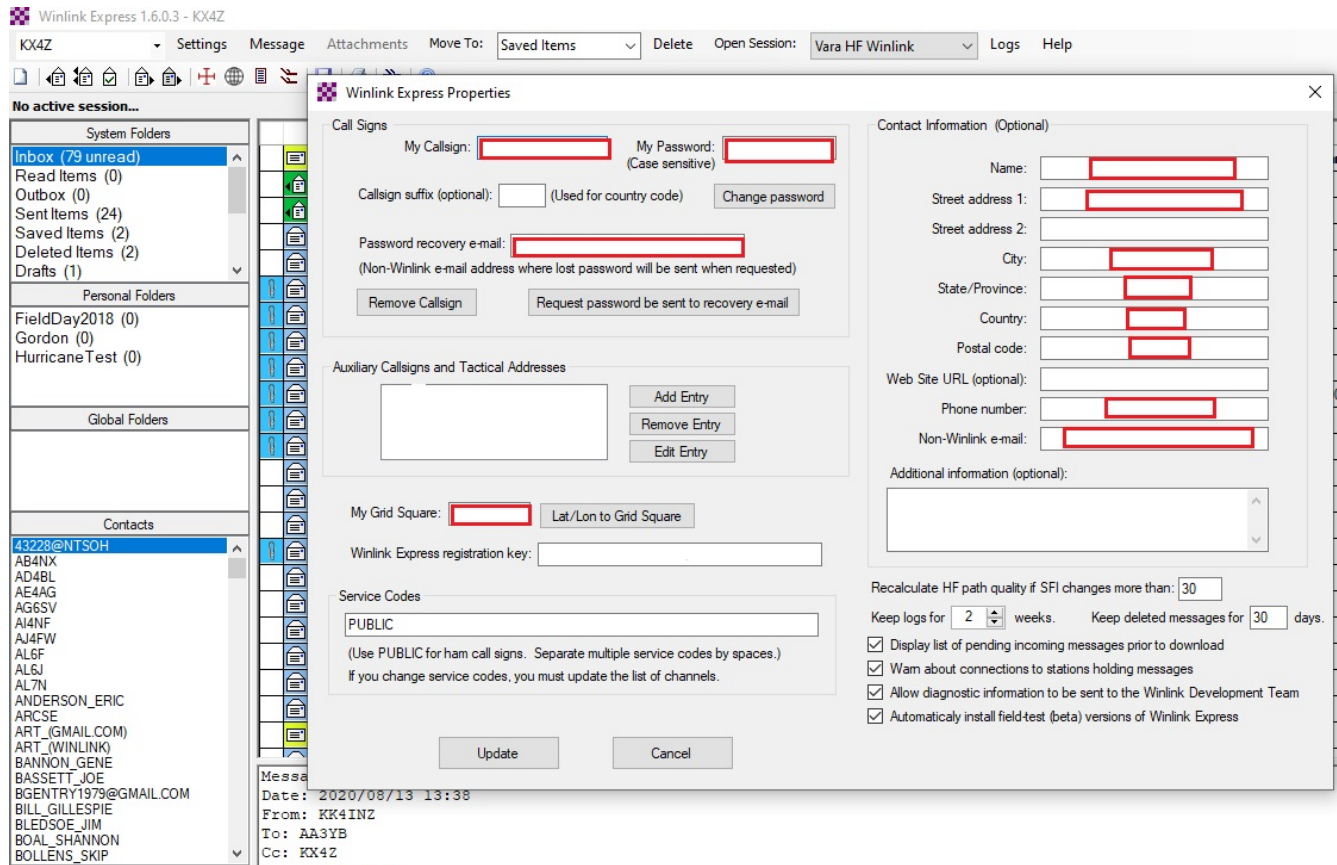 Winlink Express 1.6.0.3 - KX4Z
KX4Z Settings Message Attachments Move To: Saved Items Delete Open Session: Vara HF Winlink Logs Help
No active session...
System Folders
Inbox (79 unread)
Read Items (0)
Outbox (0)
Sent Items (24)
Saved Items (2)
Deleted Items (2)
Drafts (1)
Personal Folders
FieldDay2018 (0)
Gordon (0)
HurricaneTest (0)
Global Folders
Contacts
43228@NTSOH
AB4NX
AD4BL
AE4AG
AG6SV
AI4NF
AJ4FW
AL6F
AL6J
AL7N
ANDERSON_ERIC
ARCSE
ART_(GMAIL.COM)
ART_(WINLINK)
BANNON_GENE
BASSETT_JOE
BGENTRY1979@GMAIL.COM
BILL_GILLESPIE
BLEDSOE_JIM
BOAL_SHANNON
BOLLENS_SKIP
Winlink Express Properties
Call Signs
My Callsign: My Password:
(Case sensitive)
Callsign suffix (optional): (Used for country code) Change password
Password recovery e-mail:
(Non-Winlink e-mail address where lost password will be sent when requested)
Remove Callsign Request password be sent to recovery e-mail
Auxiliary Callsigns and Tactical Addresses
Add Entry
Remove Entry
Edit Entry
My Grid Square: Lat/Lon to Grid Square
Winlink Express registration key:
Service Codes
PUBLIC
(Use PUBLIC for ham call signs. Separate multiple service codes by spaces.)
If you change service codes, you must update the list of channels.
Update Cancel
Contact Information (Optional)
Name:
Street address 1:
Street address 2:
City:
State/Province:
Country:
Postal code:
Web Site URL (optional):
Phone number:
Non-Winlink e-mail:
Additional information (optional):
Recalculate HF path quality if SFI changes more than: 30
Keep logs for 2 weeks. Keep deleted messages for 30 days.
Display list of pending incoming messages prior to download
Warn about connections to stations holding messages
Allow diagnostic information to be sent to the Winlink Development Team
Automaticaly install field-test (beta) versions of Winlink Express
Messa
Date: 2020/08/13 13:38
From: KK4INZ
To: AA3YB
Cc: KX4Z